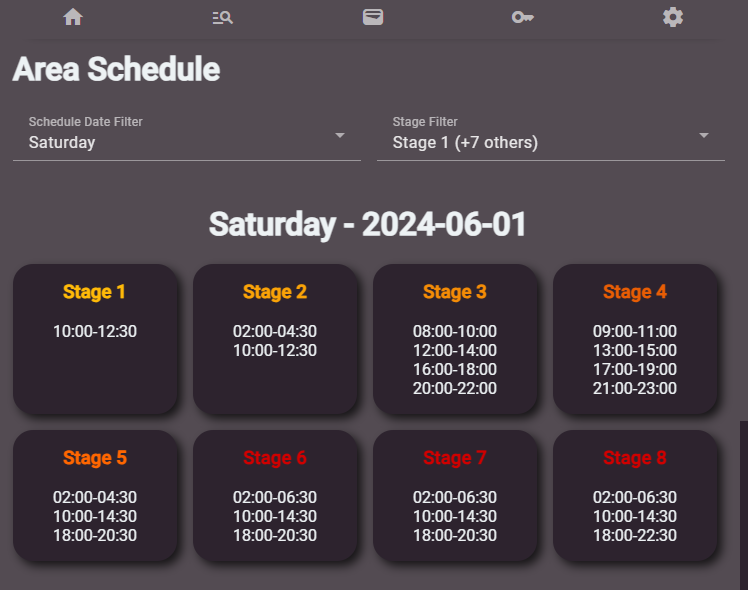 Area Schedule
Schedule Date Filter
Saturday
Stage Filter
Stage 1 (+7 others)
Saturday - 2024-06-01
Stage 1
10:00-12:30
Stage 2
02:00-04:30
10:00-12:30
Stage 3
08:00-10:00
12:00-14:00
16:00-18:00
20:00-22:00
Stage 4
09:00-11:00
13:00-15:00
17:00-19:00
21:00-23:00
Stage 5
02:00-04:30
10:00-14:30
18:00-20:30
Stage 6
02:00-06:30
10:00-14:30
18:00-20:30
Stage 7
02:00-06:30
10:00-14:30
18:00-20:30
Stage 8
02:00-06:30
10:00-14:30
18:00-22:30